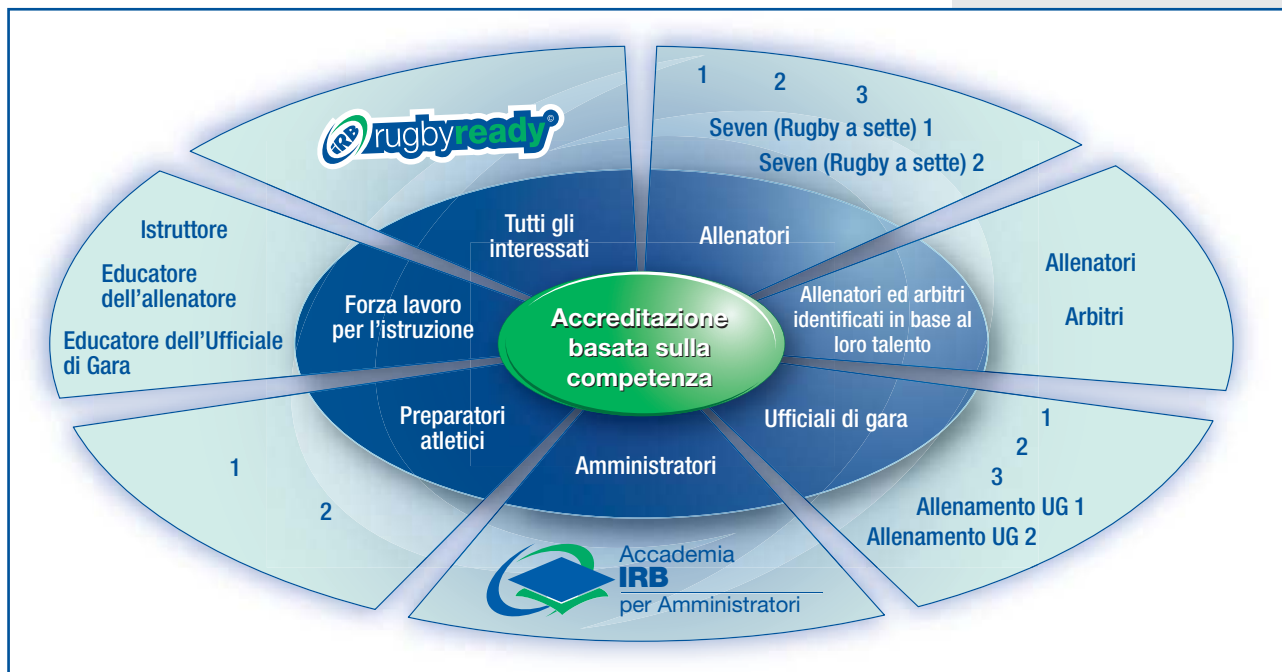 IRB rugbyready©
1
2
3
Seven (Rugby a sette) 1
Seven (Rugby a sette) 2
Istruttore
Educatore
dell'allenatore
Educatore dell'Ufficiale
di Gara
Tutti gli
interessati
Allenatori
Allenatori
Arbitri
Forza lavoro
per l'istruzione
Accreditazione
basata sulla
competenza
Allenatori ed arbitri
identificati in base al
loro talento
Preparatori
atletici
Amministratori
Ufficiali di gara
1
2
1
2
3
Allenamento UG 1
Allenamento UG 2
Accademia
IRB
per Amministratori